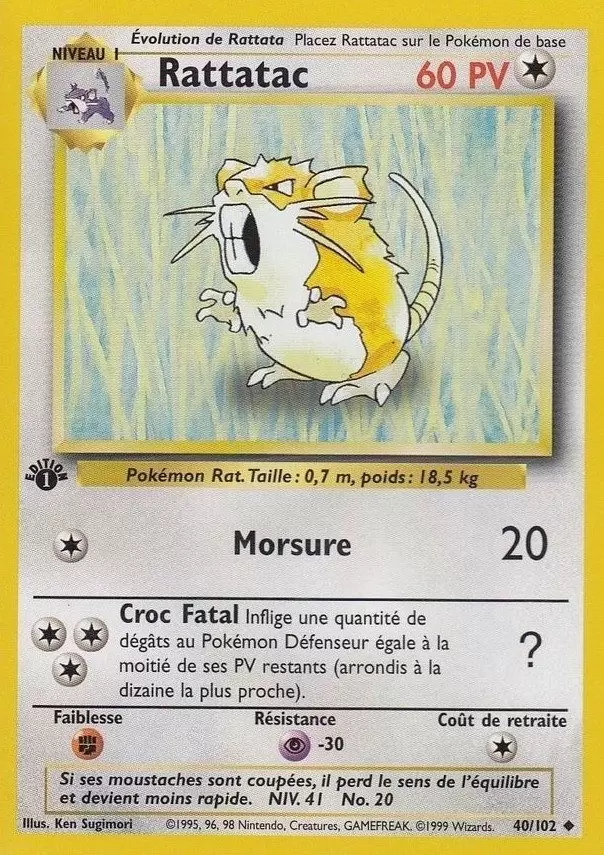 Évolution de Rattata Placez Rattatac sur le Pokémon de base
NIVEAU I
Rattatac 60 PV
EDITION 1
Pokémon Rat. Taille: 0,7 m, poids: 18,5 kg
Morsure 20
Croc Fatal Inflige une quantité de
dégâts au Pokémon Défenseur égale à la
moitié de ses PV restants (arrondis à la
dizaine la plus proche).
?
Faiblesse Résistance Coût de retraite
-30
Si ses moustaches sont coupées, il perd le sens de l'équilibre
et devient moins rapide. NIV. 41 No. 20
Illus. Ken Sugimori ©1995, 96, 98 Nintendo, Creatures, GAMEFREAK. ©1999 Wizards. 40/102